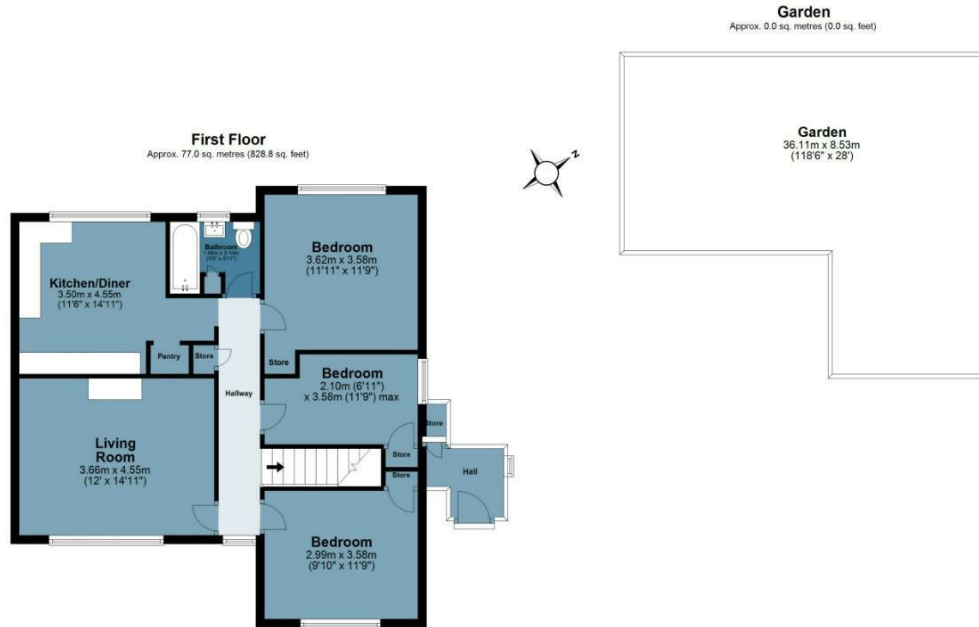 Garden
Approx. 0.0 sq. metres (0.0 sq. feet)
Garden
36.11m x 8.53m
(118'6" x 28')
First Floor
Approx. 77.0 sq. metres (828.8 sq. feet)
N
Bathroom
Bedroom
3.62m x 3.58m
(11'11" x 11'9")
Kitchen/Diner
3.50m x 4.55m
(11'6" x 14'11")
Pantry
Store
Store
Hallway
Bedroom
2.10m (6'11")
x 3.58m (11'9") max
Store
Store
Store
Hall
Living
Room
3.66m x 4.55m
(12' x 14'11")
Bedroom
2.99m x 3.58m
(9'10" x 11'9")